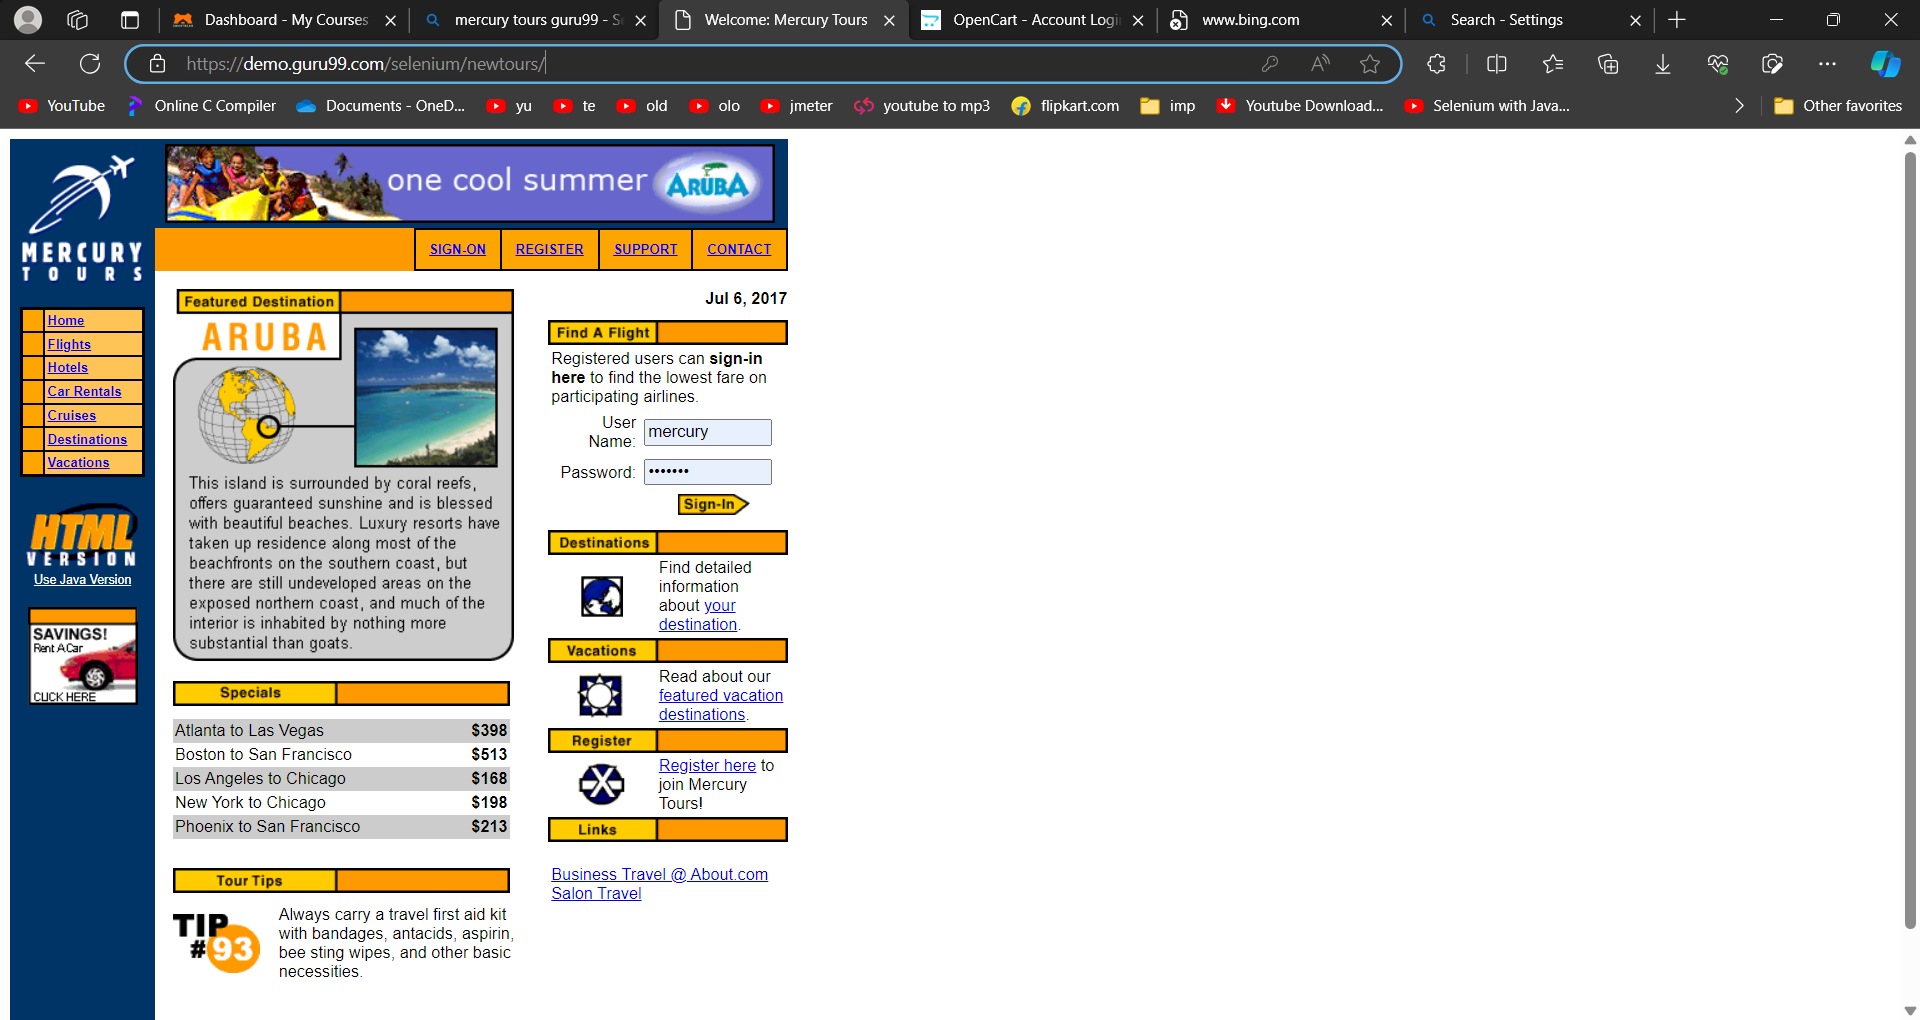 Dashboard - My Courses
mercury tours guru99 - Se
Welcome: Mercury Tours
OpenCart - Account Login
www.bing.com
Search - Settings
https://demo.guru99.com/selenium/newtours/
YouTube
Online C Compiler
Documents - OneD...
yu
te
old
olo
jmeter
youtube to mp3
flipkart.com
imp
Youtube Download...
Selenium with Java...
Other favorites
MERCURY
TOURS
one cool summer
ARUBA
SIGN-ON
REGISTER
SUPPORT
CONTACT
Home
Flights
Hotels
Car Rentals
Cruises
Destinations
Vacations
HTML
VERSION
Use Java Version
SAVINGS!
Rent A Car
CLICK HERE
Featured Destination
ARUBA
This island is surrounded by coral reefs,
offers guaranteed sunshine and is blessed
with beautiful beaches. Luxury resorts have
taken up residence along most of the
beachfronts on the southern coast, but
there are still undeveloped areas on the
exposed northern coast, and much of the
interior is inhabited by nothing more
substantial than goats.
Specials
Atlanta to Las Vegas $398
Boston to San Francisco $513
Los Angeles to Chicago $168
New York to Chicago $198
Phoenix to San Francisco $213
Tour Tips
TIP
#93
Always carry a travel first aid kit
with bandages, antacids, aspirin,
bee sting wipes, and other basic
necessities.
Jul 6, 2017
Find A Flight
Registered users can sign-in
here to find the lowest fare on
participating airlines.
User
Name: mercury
Password: •••••••
Sign-In
Destinations
Find detailed
information
about your
destination.
Vacations
Read about our
featured vacation
destinations.
Register
Register here to
join Mercury
Tours!
Links
Business Travel @ About.com
Salon Travel